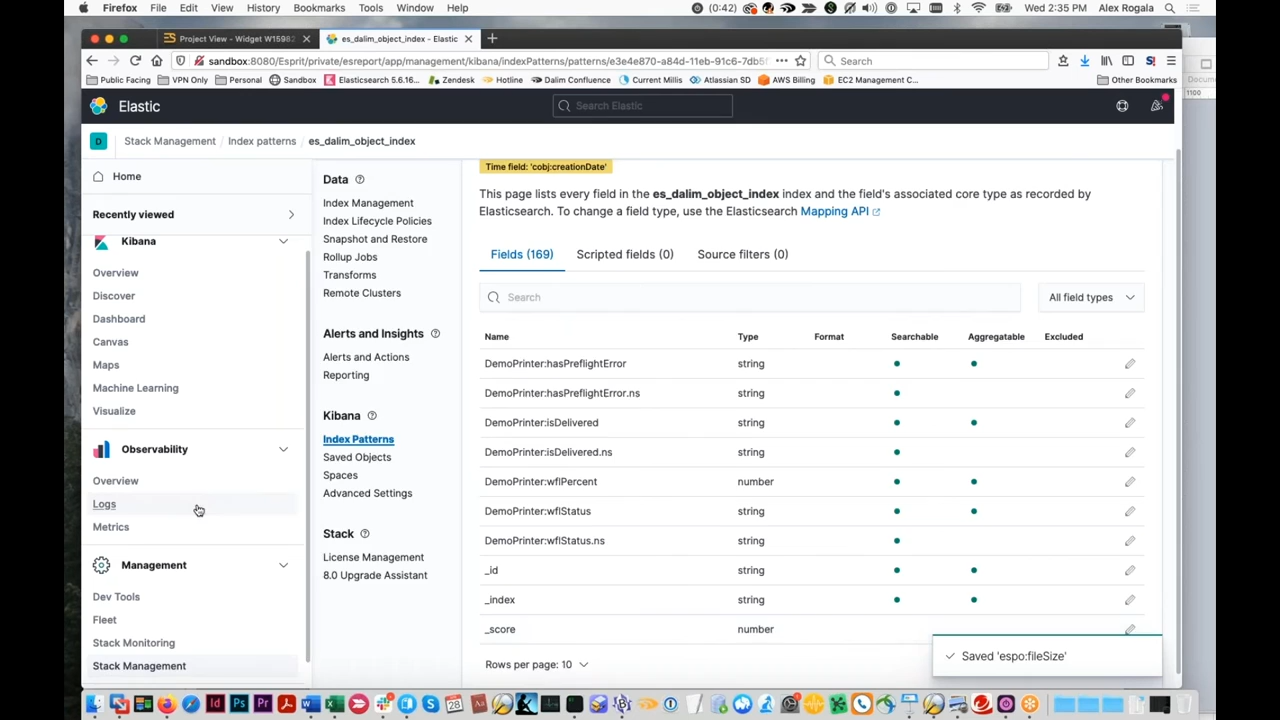 Firefox File Edit View History Bookmarks Tools Window Help (0:42) Wed 2:35 PM Alex Rogala
Project View - Widget W1598 es_dalim_object_index - Elastic
sandbox:8080/Esprit/private/esreport/app/management/kibana/indexPatterns/patterns/e3e4e870-a84d-11eb-91c6-7db5 Search
Public Facing VPN Only Personal Sandbox Elasticsearch 5.6.16... Zendesk Hotline Dalim Confluence Current Millis Atlassian SD AWS Billing EC2 Management C... Other Bookmarks
Elastic Search Elastic
1100
D Stack Management / Index patterns / es_dalim_object_index
Home
Recently viewed
Kibana
Overview
Discover
Dashboard
Canvas
Maps
Machine Learning
Visualize
Observability
Overview
Logs
Metrics
Management
Dev Tools
Fleet
Stack Monitoring
Stack Management
Data
Index Management
Index Lifecycle Policies
Snapshot and Restore
Rollup Jobs
Transforms
Remote Clusters
Alerts and Insights
Alerts and Actions
Reporting
Kibana
Index Patterns
Saved Objects
Spaces
Advanced Settings
Stack
License Management
8.0 Upgrade Assistant
Time field: 'cobj:creationDate'
This page lists every field in the es_dalim_object_index index and the field's associated core type as recorded by
Elasticsearch. To change a field type, use the Elasticsearch Mapping API
Fields (169) Scripted fields (0) Source filters (0)
Search All field types
Name Type Format Searchable Aggregatable Excluded
DemoPrinter:hasPreflightError string
DemoPrinter:hasPreflightError.ns string
DemoPrinter:isDelivered string
DemoPrinter:isDelivered.ns string
DemoPrinter:wflPercent number
DemoPrinter:wflStatus string
DemoPrinter:wflStatus.ns string
_id string
_index string
_score number
Rows per page: 10
Saved 'espo:fileSize'